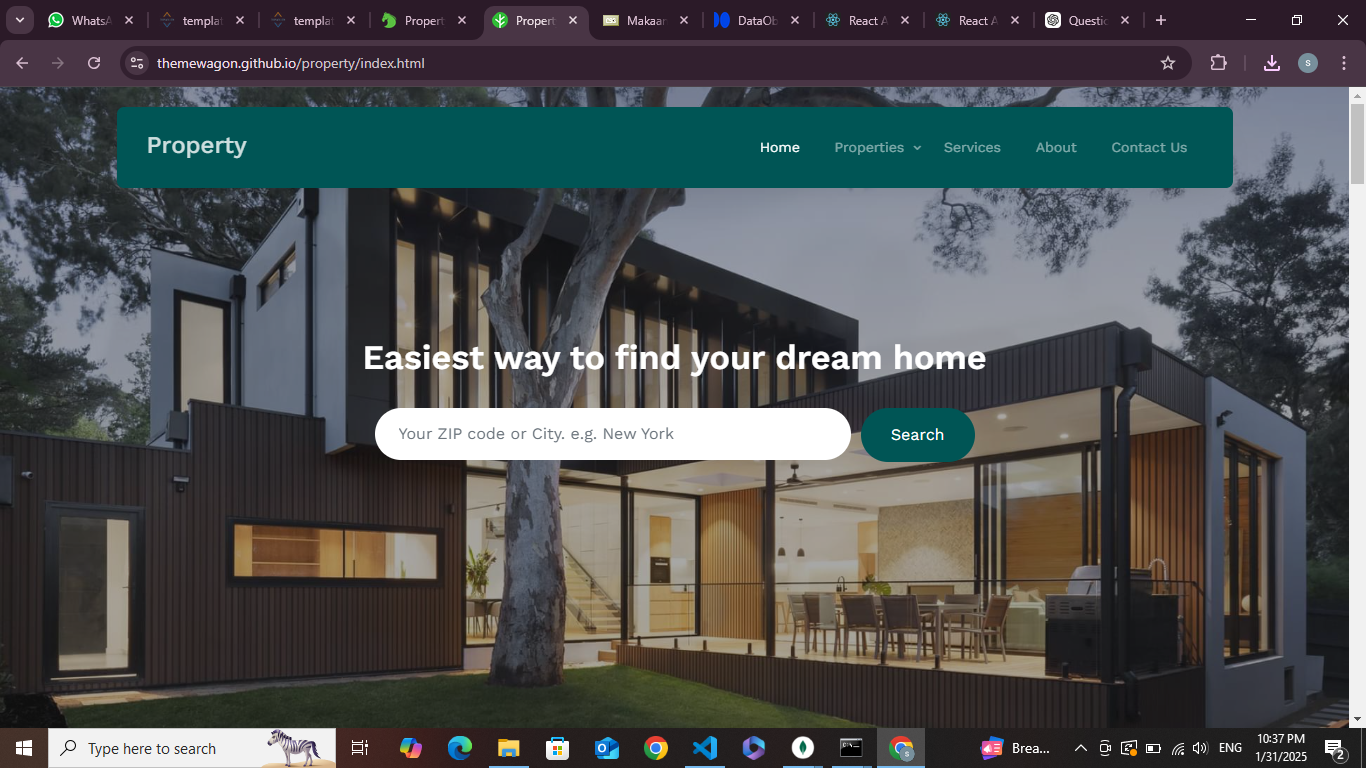 WhatsA
templat
templat
Propert
Propert
Makaar
DataOb
React A
React A
Questic
themewagon.github.io/property/index.html
S
Property
Home
Properties
Services
About
Contact Us
Easiest way to find your dream home
Your ZIP code or City. e.g. New York
Search
Type here to search
Brea...
ENG
10:37 PM
1/31/2025
2